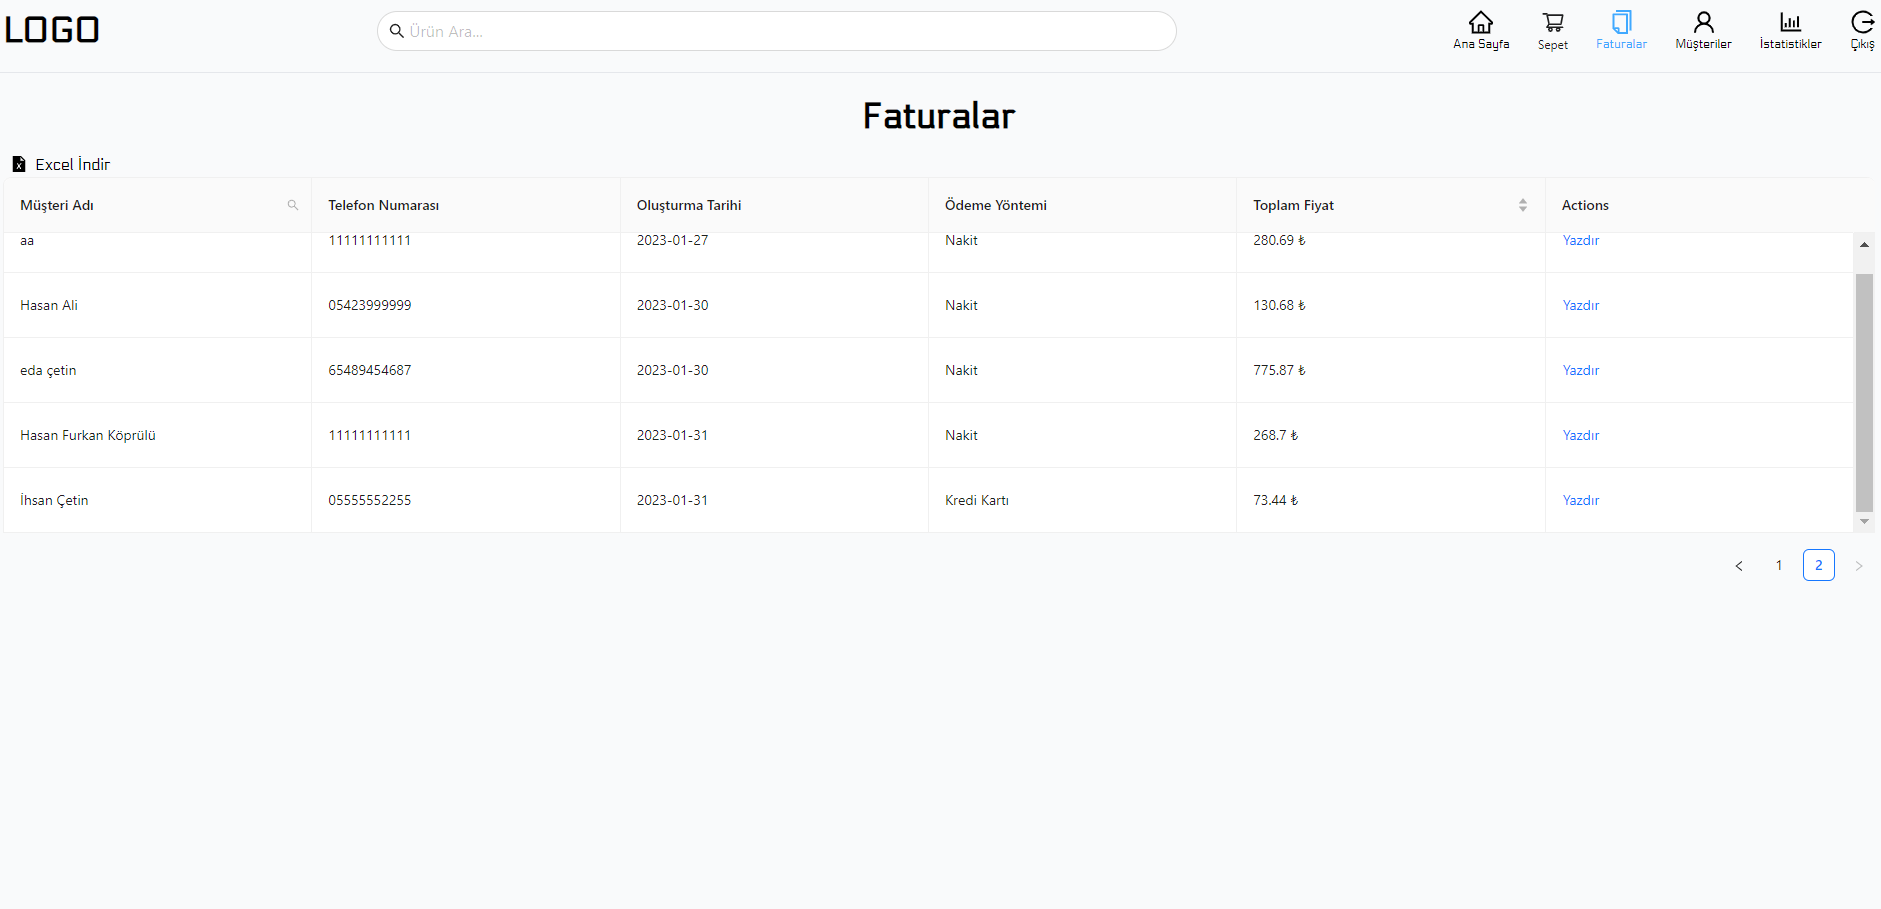 LOGO
Ürün Ara...
Ana Sayfa Sepet Faturalar Müşteriler İstatistikler Çıkış
Faturalar
Excel İndir
Müşteri Adı Telefon Numarası Oluşturma Tarihi Ödeme Yöntemi Toplam Fiyat Actions
aa 11111111111 2023-01-27 Nakit 280.69 ₺ Yazdır
Hasan Ali 05423999999 2023-01-30 Nakit 130.68 ₺ Yazdır
eda çetin 65489454687 2023-01-30 Nakit 775.87 ₺ Yazdır
Hasan Furkan Köprülü 11111111111 2023-01-31 Nakit 268.7 ₺ Yazdır
İhsan Çetin 05555552255 2023-01-31 Kredi Kartı 73.44 ₺ Yazdır
< 1 2 >